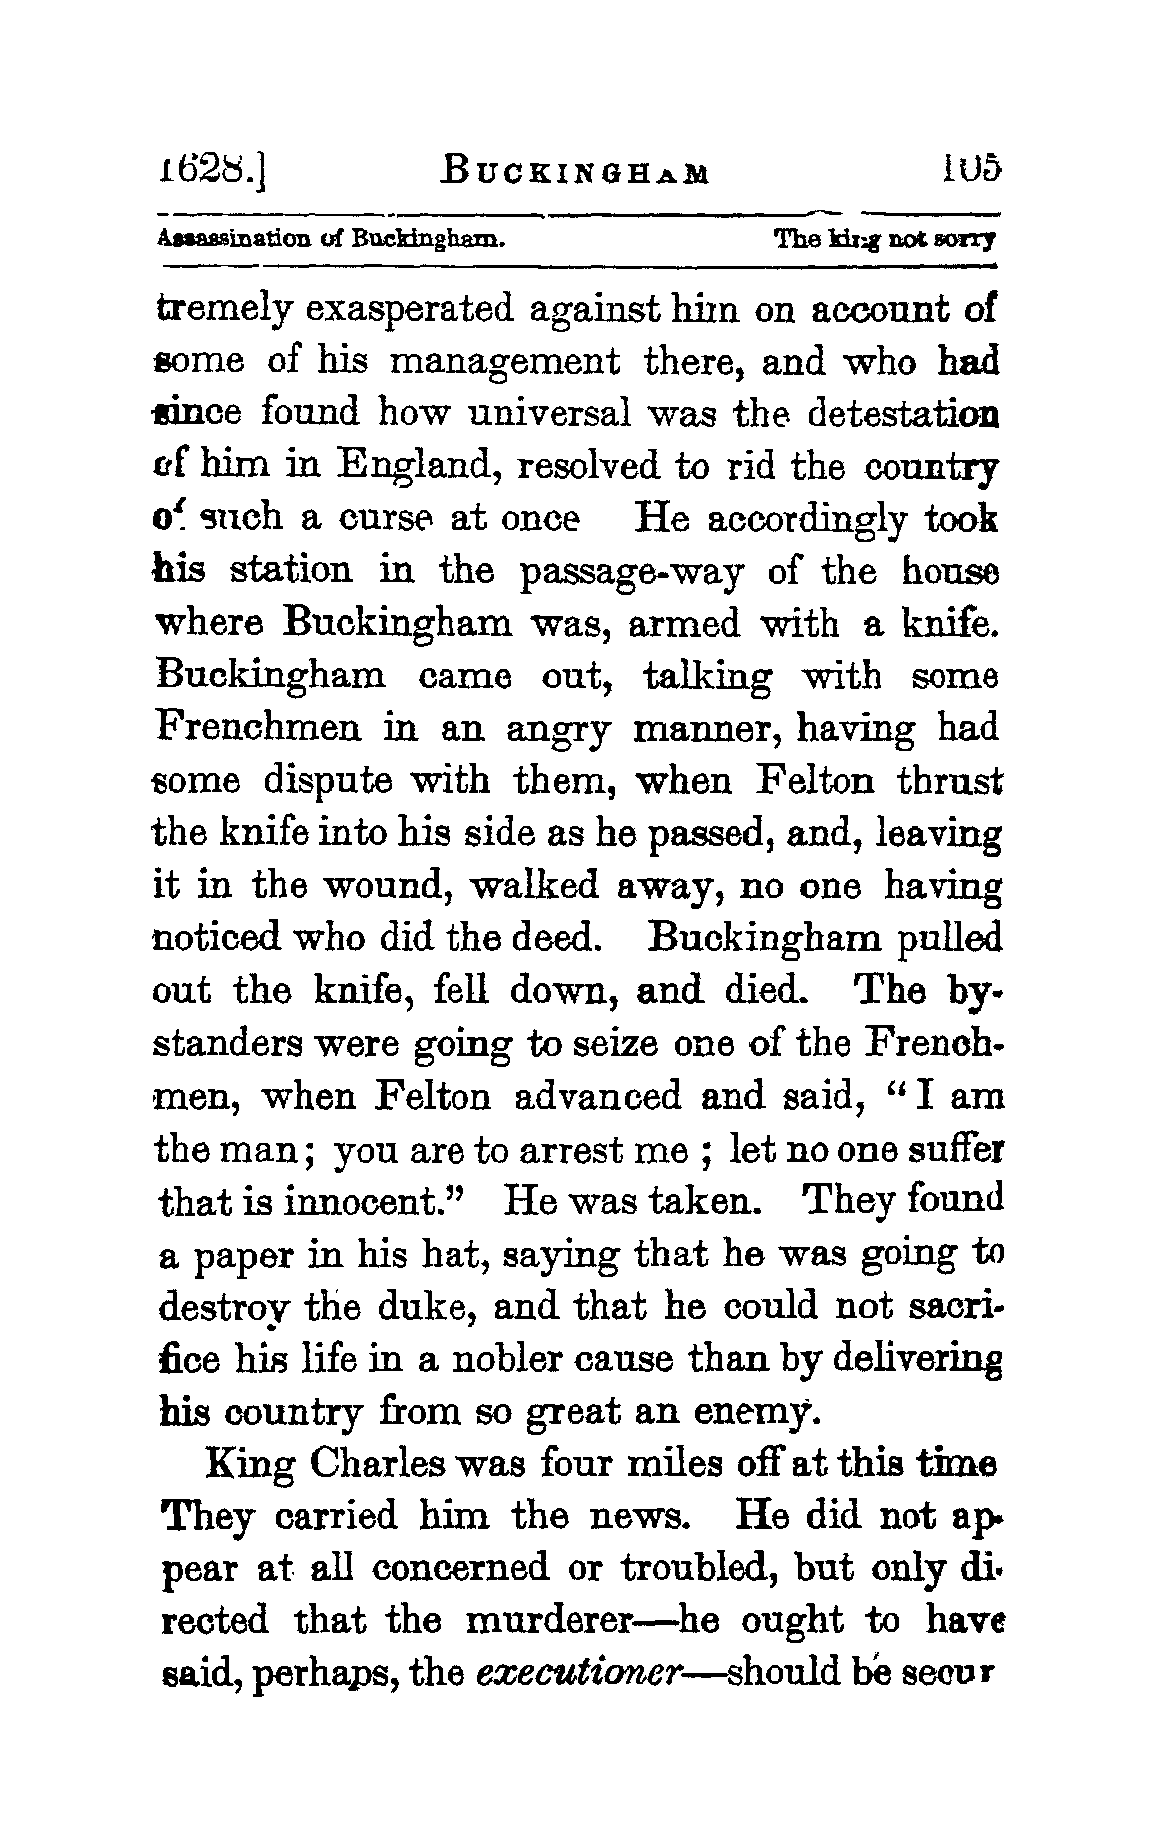 1628.] BUCKINGHAM 105
Assassination of Buckingham. The king not sorry
tremely exasperated against him on account of
some of his management there, and who had
since found how universal was the detestation
of him in England, resolved to rid the country
of such a curse at once He accordingly took
his station in the passage-way of the house
where Buckingham was, armed with a knife.
Buckingham came out, talking with some
Frenchmen in an angry manner, having had
some dispute with them, when Felton thrust
the knife into his side as he passed, and, leaving
it in the wound, walked away, no one having
noticed who did the deed. Buckingham pulled
out the knife, fell down, and died. The by-
standers were going to seize one of the French-
men, when Felton advanced and said, “I am
the man; you are to arrest me ; let no one suffer
that is innocent.” He was taken. They found
a paper in his hat, saying that he was going to
destroy the duke, and that he could not sacri-
fice his life in a nobler cause than by delivering
his country from so great an enemy.
King Charles was four miles off at this time
They carried him the news. He did not ap-
pear at all concerned or troubled, but only di-
rected that the murderer—he ought to have
said, perhaps, the executioner—should be secur